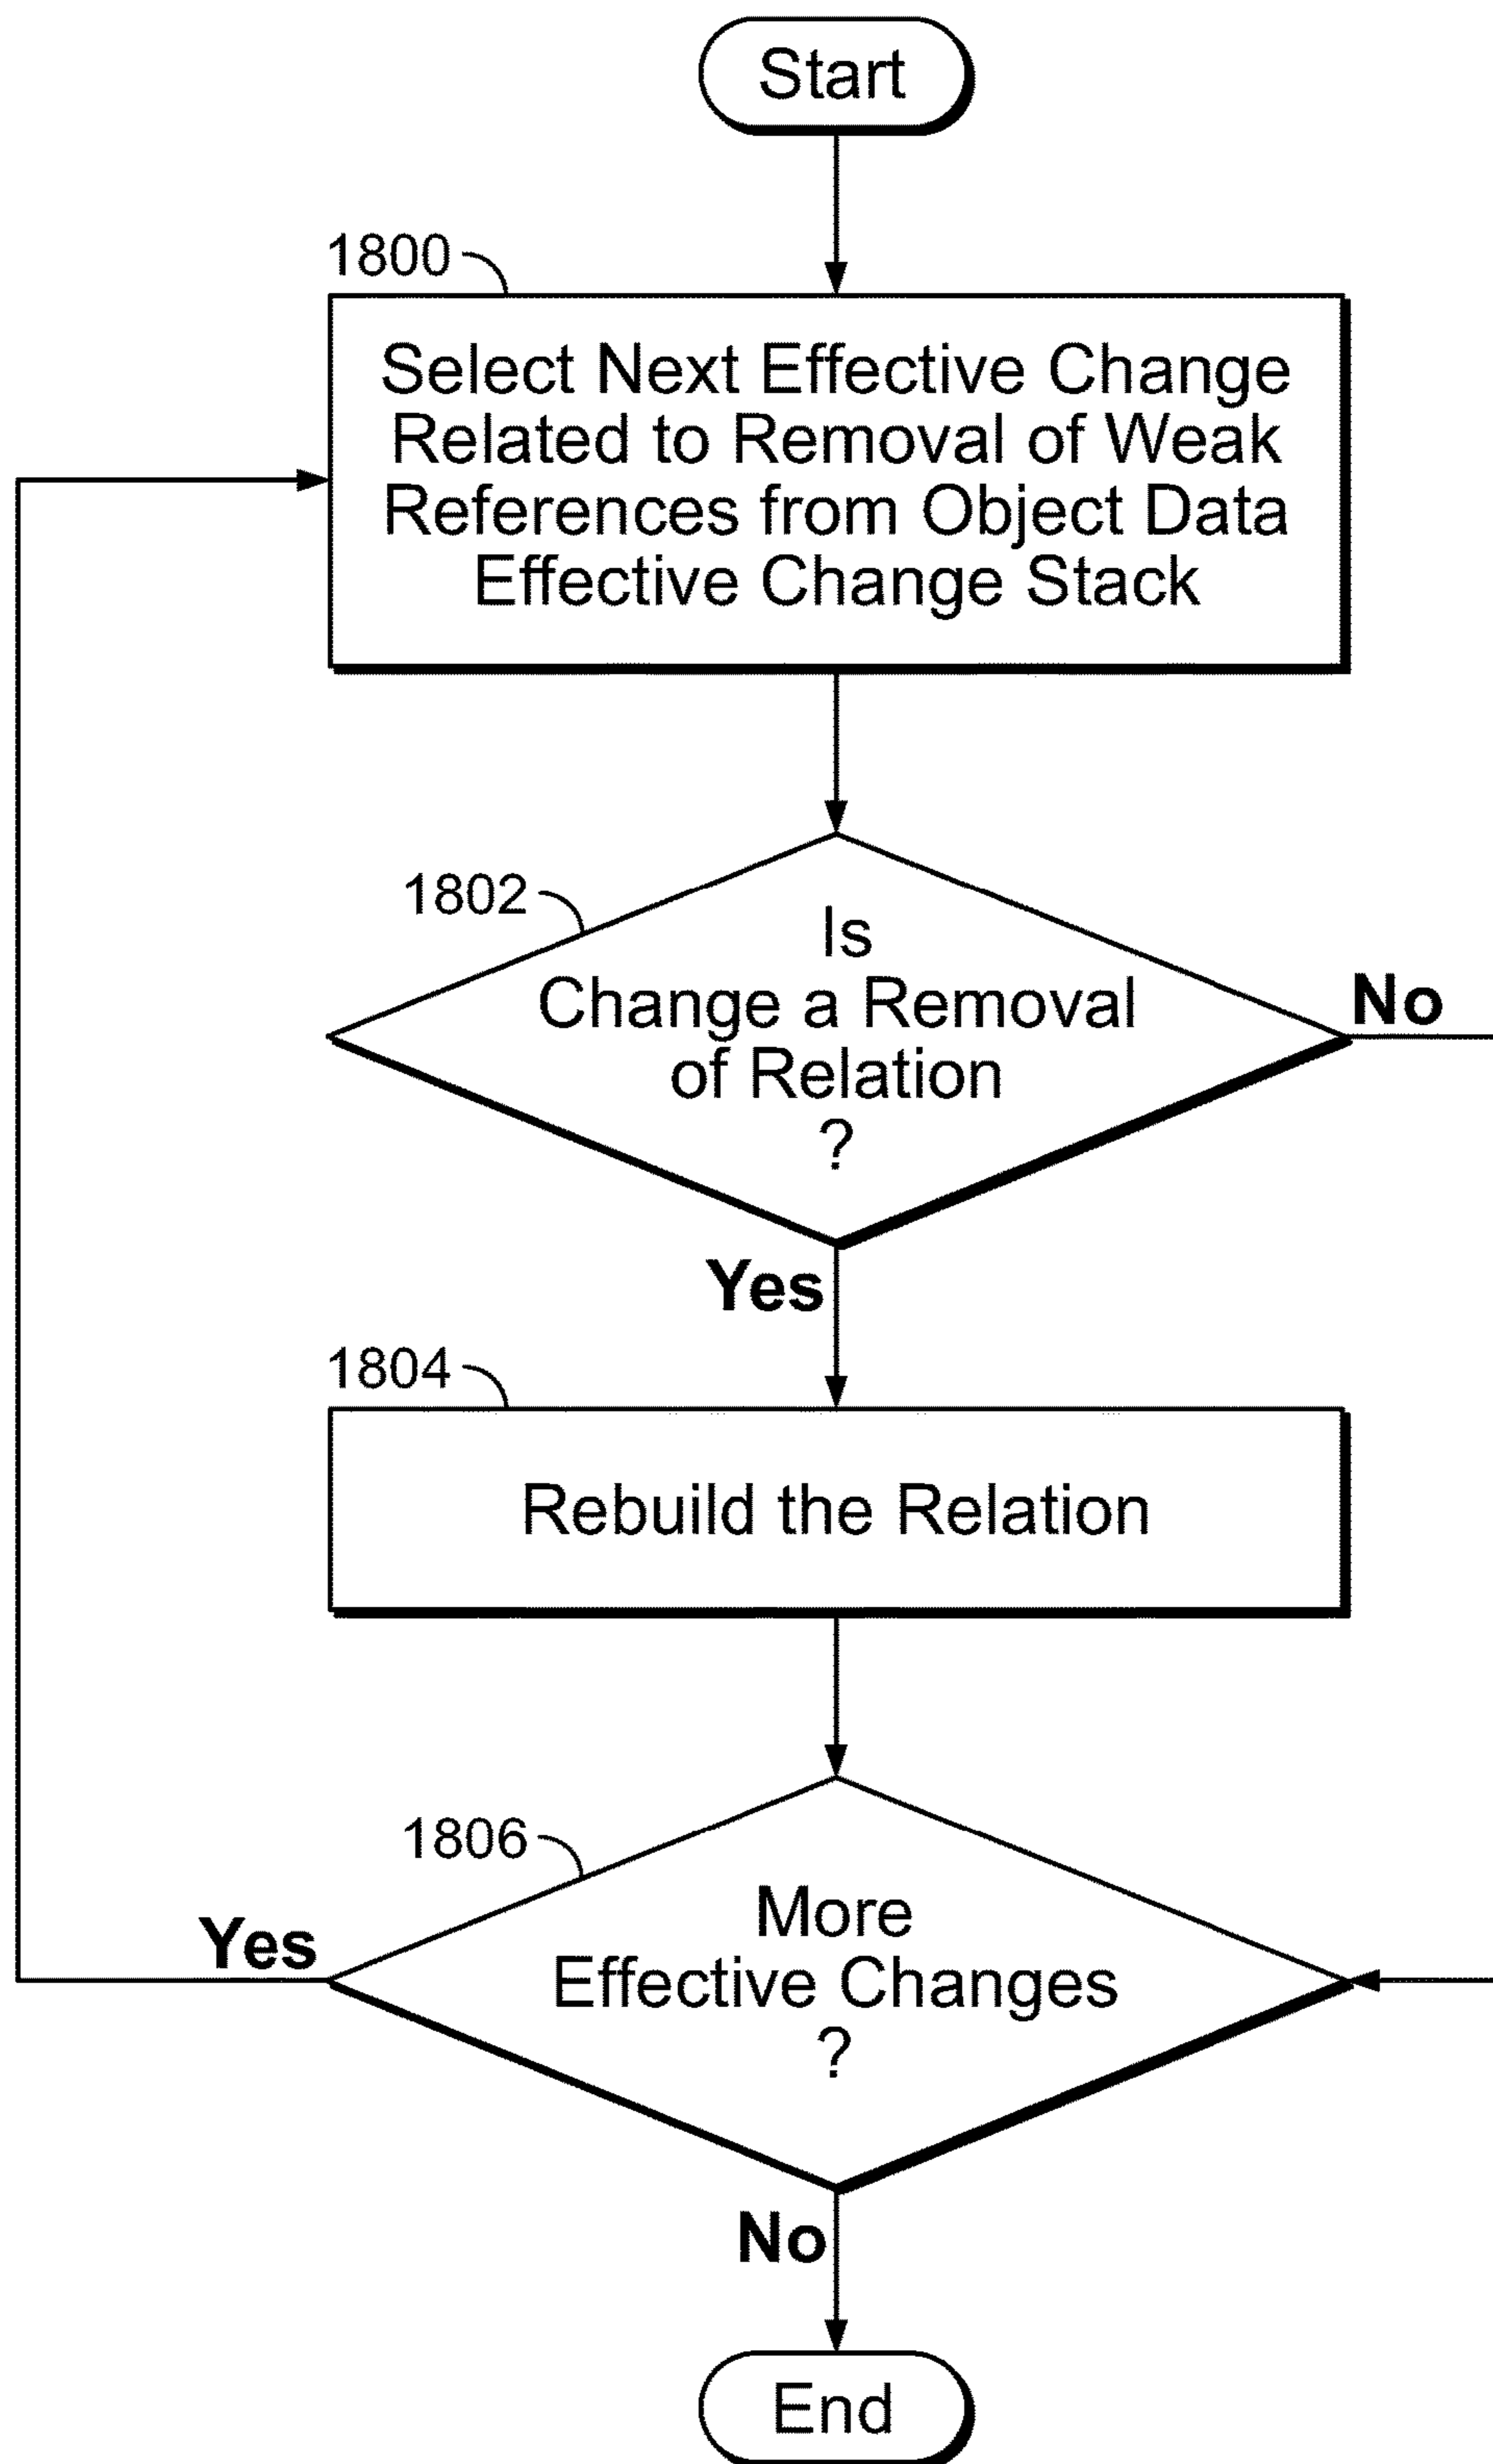 Start
1800
Select Next Effective Change
Related to Removal of Weak
References from Object Data
Effective Change Stack
1802
Is
Change a Removal
of Relation
?
No
Yes
1804
Rebuild the Relation
1806
More
Effective Changes
?
Yes
No
End